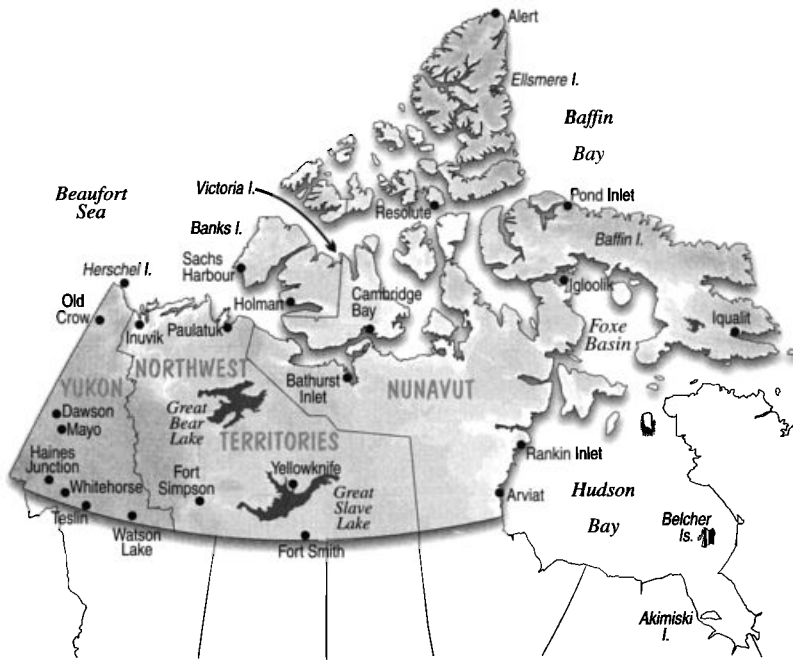 Alert
Ellsmere I.
Baffin
Bay
Victoria I.
Beaufort
Sea
Resolute
Pond Inlet
Banks I.
Baffin I.
Sachs
Harbour
Herschel I.
Igloolik
Holman
Cambridge
Bay
Old
Crow
Inuvik
Paulatuk
Foxe
Basin
Iqualit
NORTHWEST
YUKON
Bathurst
Inlet
NUNAVUT
Great
Bear
Lake
Dawson
Mayo
TERRITORIES
Haines
Junction
Fort
Simpson
Yellowknife
Rankin Inlet
Whitehorse
Great
Slave
Lake
Arviat
Hudson
Bay
Teslin
Watson
Lake
Belcher
Is.
Fort Smith
Akimiski
I.